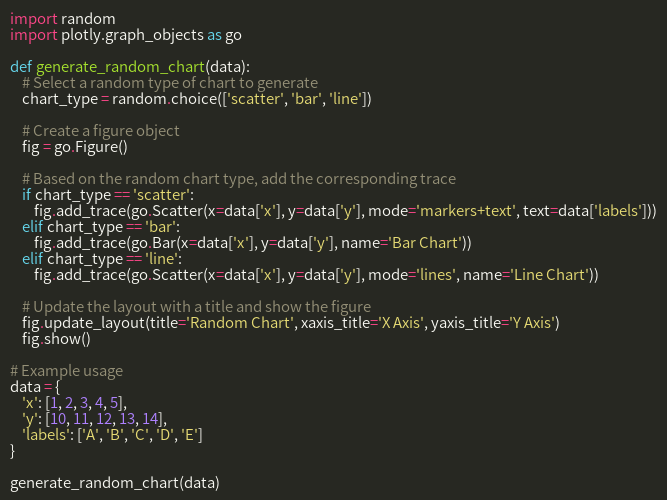 import random
import plotly.graph_objects as go
def generate_random_chart(data):
# Select a random type of chart to generate
chart_type = random.choice(['scatter', 'bar', 'line'])
# Create a figure object
fig = go.Figure()
# Based on the random chart type, add the corresponding trace
if chart_type == 'scatter':
fig.add_trace(go.Scatter(x=data['x'], y=data['y'], mode='markers+text', text=data['labels']))
elif chart_type == 'bar':
fig.add_trace(go.Bar(x=data['x'], y=data['y'], name='Bar Chart'))
elif chart_type == 'line':
fig.add_trace(go.Scatter(x=data['x'], y=data['y'], mode='lines', name='Line Chart'))
# Update the layout with a title and show the figure
fig.update_layout(title='Random Chart', xaxis_title='X Axis', yaxis_title='Y Axis')
fig.show()
# Example usage
data = {
'x': [1, 2, 3, 4, 5],
'y': [10, 11, 12, 13, 14],
'labels': ['A', 'B', 'C', 'D', 'E']
}
generate_random_chart(data)